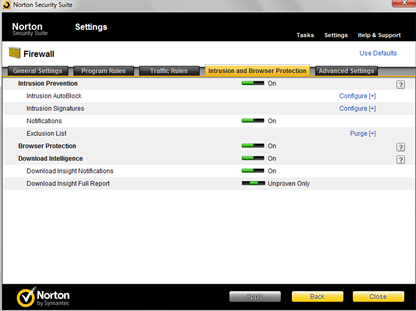 Norton Security Suite
Norton
Security Suite
Settings
Tasks Settings Help & Support
Firewall
Use Defaults
General Settings Program Rules Traffic Rules Intrusion and Browser Protection Advanced Settings
Intrusion Prevention On [?]
Intrusion AutoBlock Configure [+]
Intrusion Signatures Configure [+]
Notifications On
Exclusion List Purge [+]
Browser Protection On [?]
Download Intelligence On [?]
Download Insight Notifications On
Download Insight Full Report Unproven Only
Norton
by Symantec
Apply Back Close